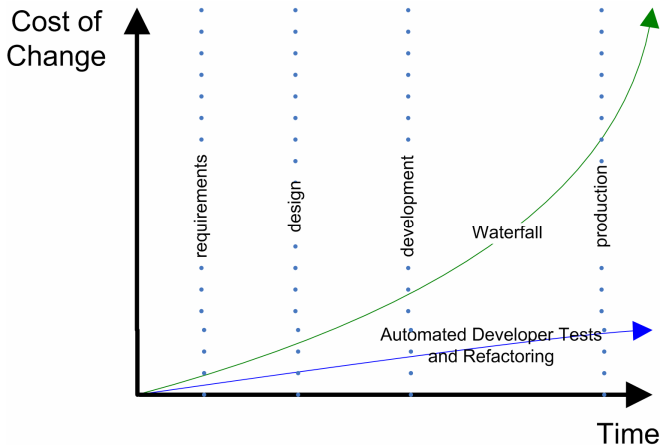 Cost of
Change
requirements
design
development
production
Waterfall
Automated Developer Tests
and Refactoring
Time